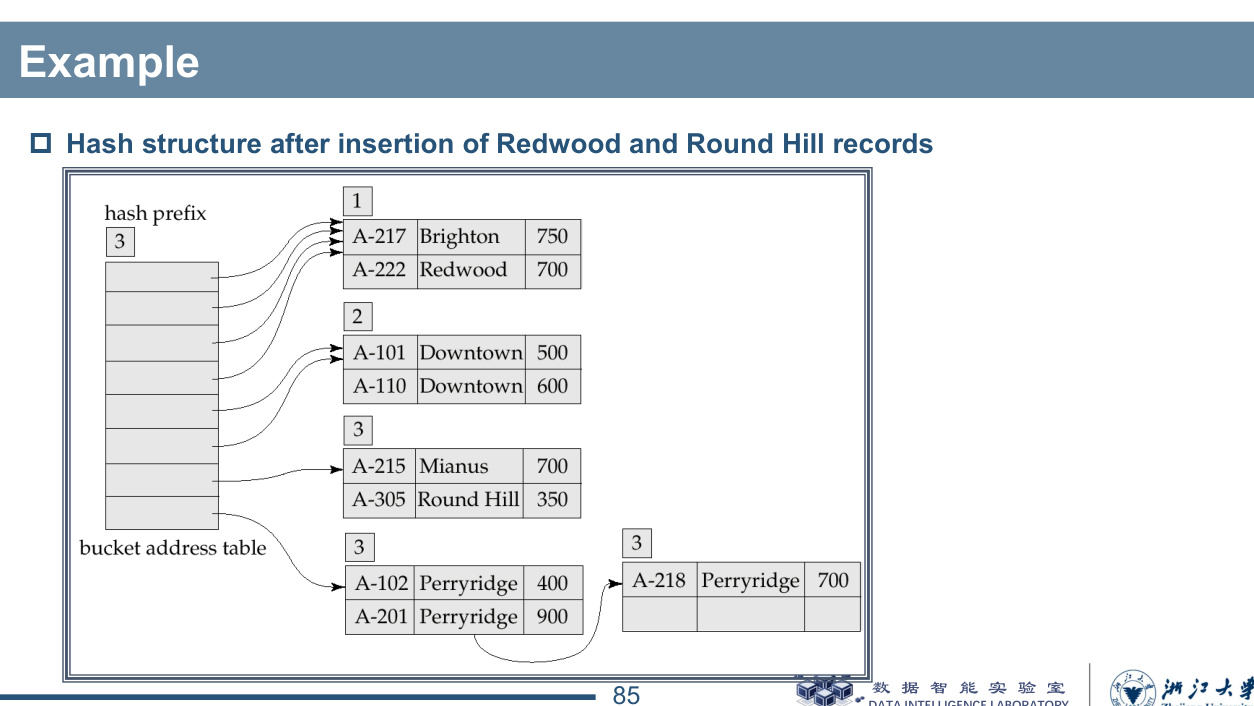 Example
Hash structure after insertion of Redwood and Round Hill records
hash prefix
3
bucket address table
1
A-217 Brighton 750
A-222 Redwood 700
2
A-101 Downtown 500
A-110 Downtown 600
3
A-215 Mianus 700
A-305 Round Hill 350
3
A-102 Perryridge 400
A-201 Perryridge 900
3
A-218 Perryridge 700
85
数据智能实验室
DATA INTELLIGENCE LABORATORY
浙江大学